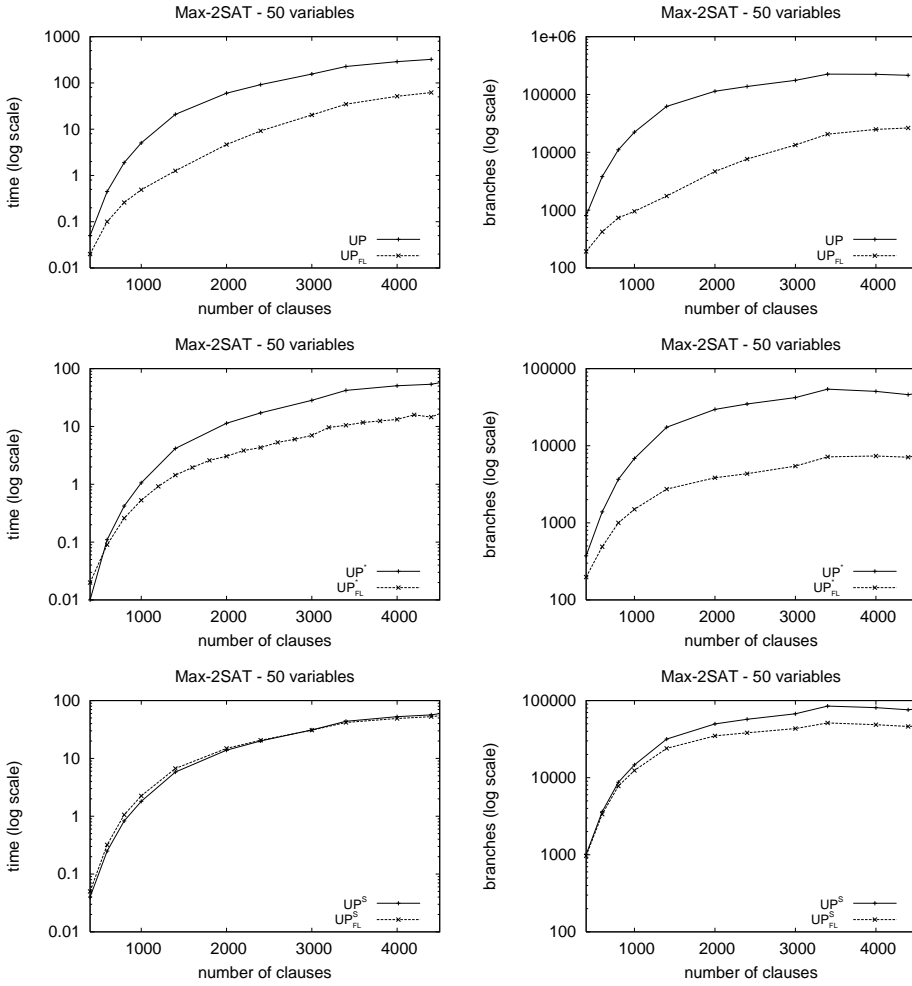 Max-2SAT - 50 variables
time (log scale)
1000
100
10
1
0.1
0.01
UP
UP_FL
1000 2000 3000 4000
number of clauses
Max-2SAT - 50 variables
branches (log scale)
1e+06
100000
10000
1000
100
UP
UP_FL
1000 2000 3000 4000
number of clauses
Max-2SAT - 50 variables
time (log scale)
100
10
1
0.1
0.01
UP^*
UP^*_FL
1000 2000 3000 4000
number of clauses
Max-2SAT - 50 variables
branches (log scale)
100000
10000
1000
100
UP^*
UP^*_FL
1000 2000 3000 4000
number of clauses
Max-2SAT - 50 variables
time (log scale)
100
10
1
0.1
0.01
UP^S
UP^S_FL
1000 2000 3000 4000
number of clauses
Max-2SAT - 50 variables
branches (log scale)
100000
10000
1000
100
UP^S
UP^S_FL
1000 2000 3000 4000
number of clauses